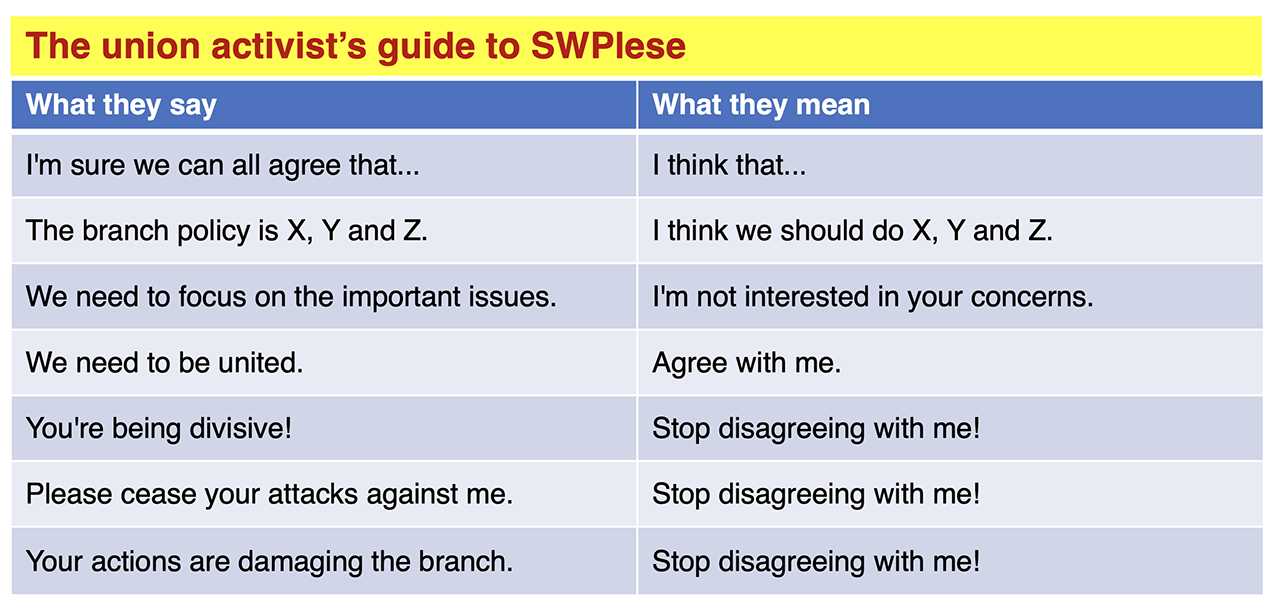 The union activist’s guide to SWPlese
What they say
What they mean
I'm sure we can all agree that...
I think that...
The branch policy is X, Y and Z.
I think we should do X, Y and Z.
We need to focus on the important issues.
I'm not interested in your concerns.
We need to be united.
Agree with me.
You're being divisive!
Stop disagreeing with me!
Please cease your attacks against me.
Stop disagreeing with me!
Your actions are damaging the branch.
Stop disagreeing with me!